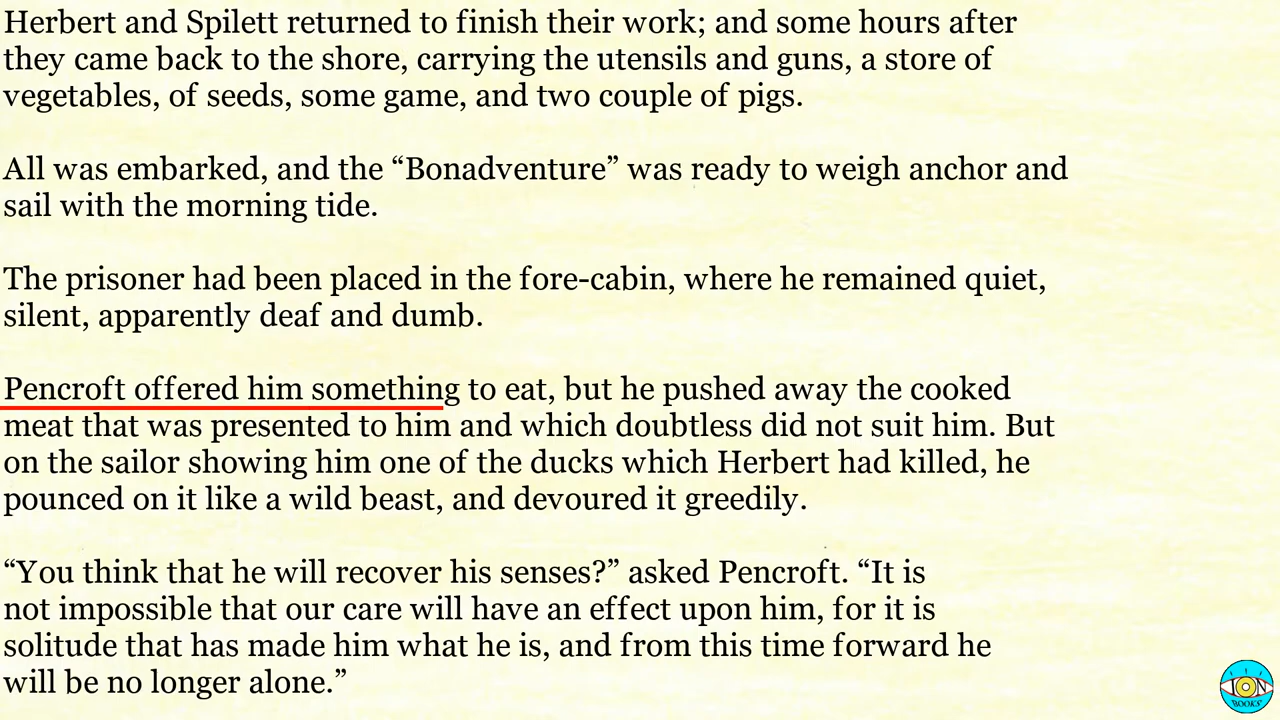 Herbert and Spilett returned to finish their work; and some hours after
they came back to the shore, carrying the utensils and guns, a store of
vegetables, of seeds, some game, and two couple of pigs.
All was embarked, and the “Bonadventure” was ready to weigh anchor and
sail with the morning tide.
The prisoner had been placed in the fore-cabin, where he remained quiet,
silent, apparently deaf and dumb.
Pencroft offered him something to eat, but he pushed away the cooked
meat that was presented to him and which doubtless did not suit him. But
on the sailor showing him one of the ducks which Herbert had killed, he
pounced on it like a wild beast, and devoured it greedily.
“You think that he will recover his senses?” asked Pencroft. “It is
not impossible that our care will have an effect upon him, for it is
solitude that has made him what he is, and from this time forward he
will be no longer alone.”
ION
BOOKS